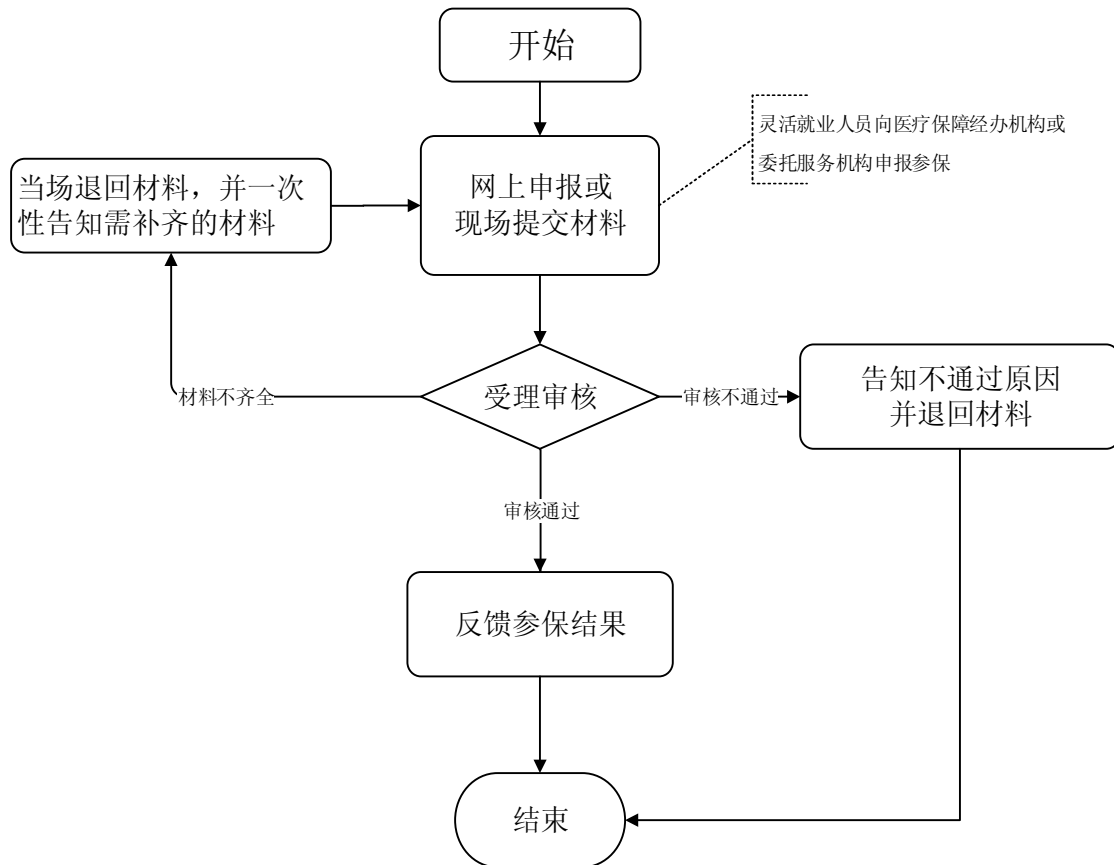 开始
灵活就业人员向医疗保障经办机构或
委托服务机构申报参保
网上申报或
现场提交材料
当场退回材料，并一次
性告知需补齐的材料
材料不齐全
受理审核
审核不通过
告知不通过原因
并退回材料
审核通过
反馈参保结果
结束